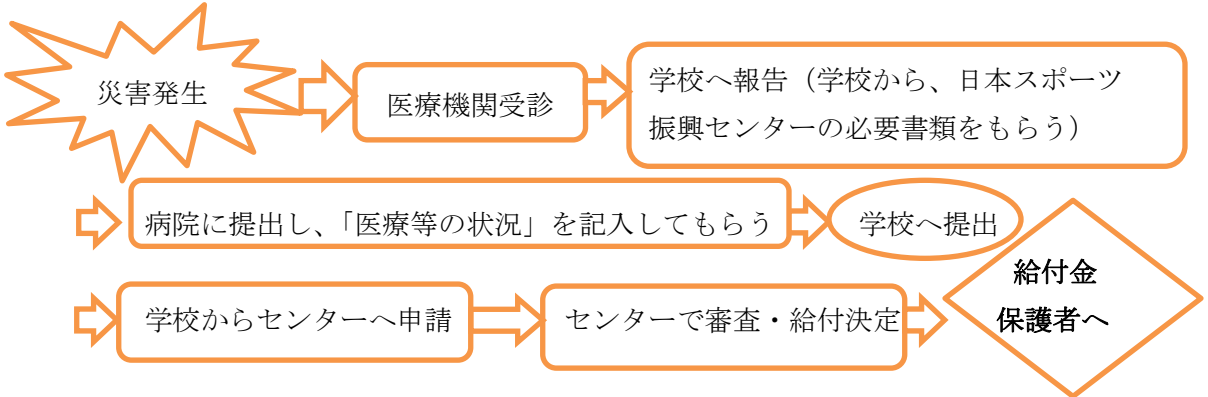 災害発生
医療機関受診
学校へ報告（学校から、日本スポーツ
振興センターの必要書類をもらう）
病院に提出し、「医療等の状況」を記入してもらう
学校へ提出
学校からセンターへ申請
センターで審査・給付決定
給付金
保護者へ